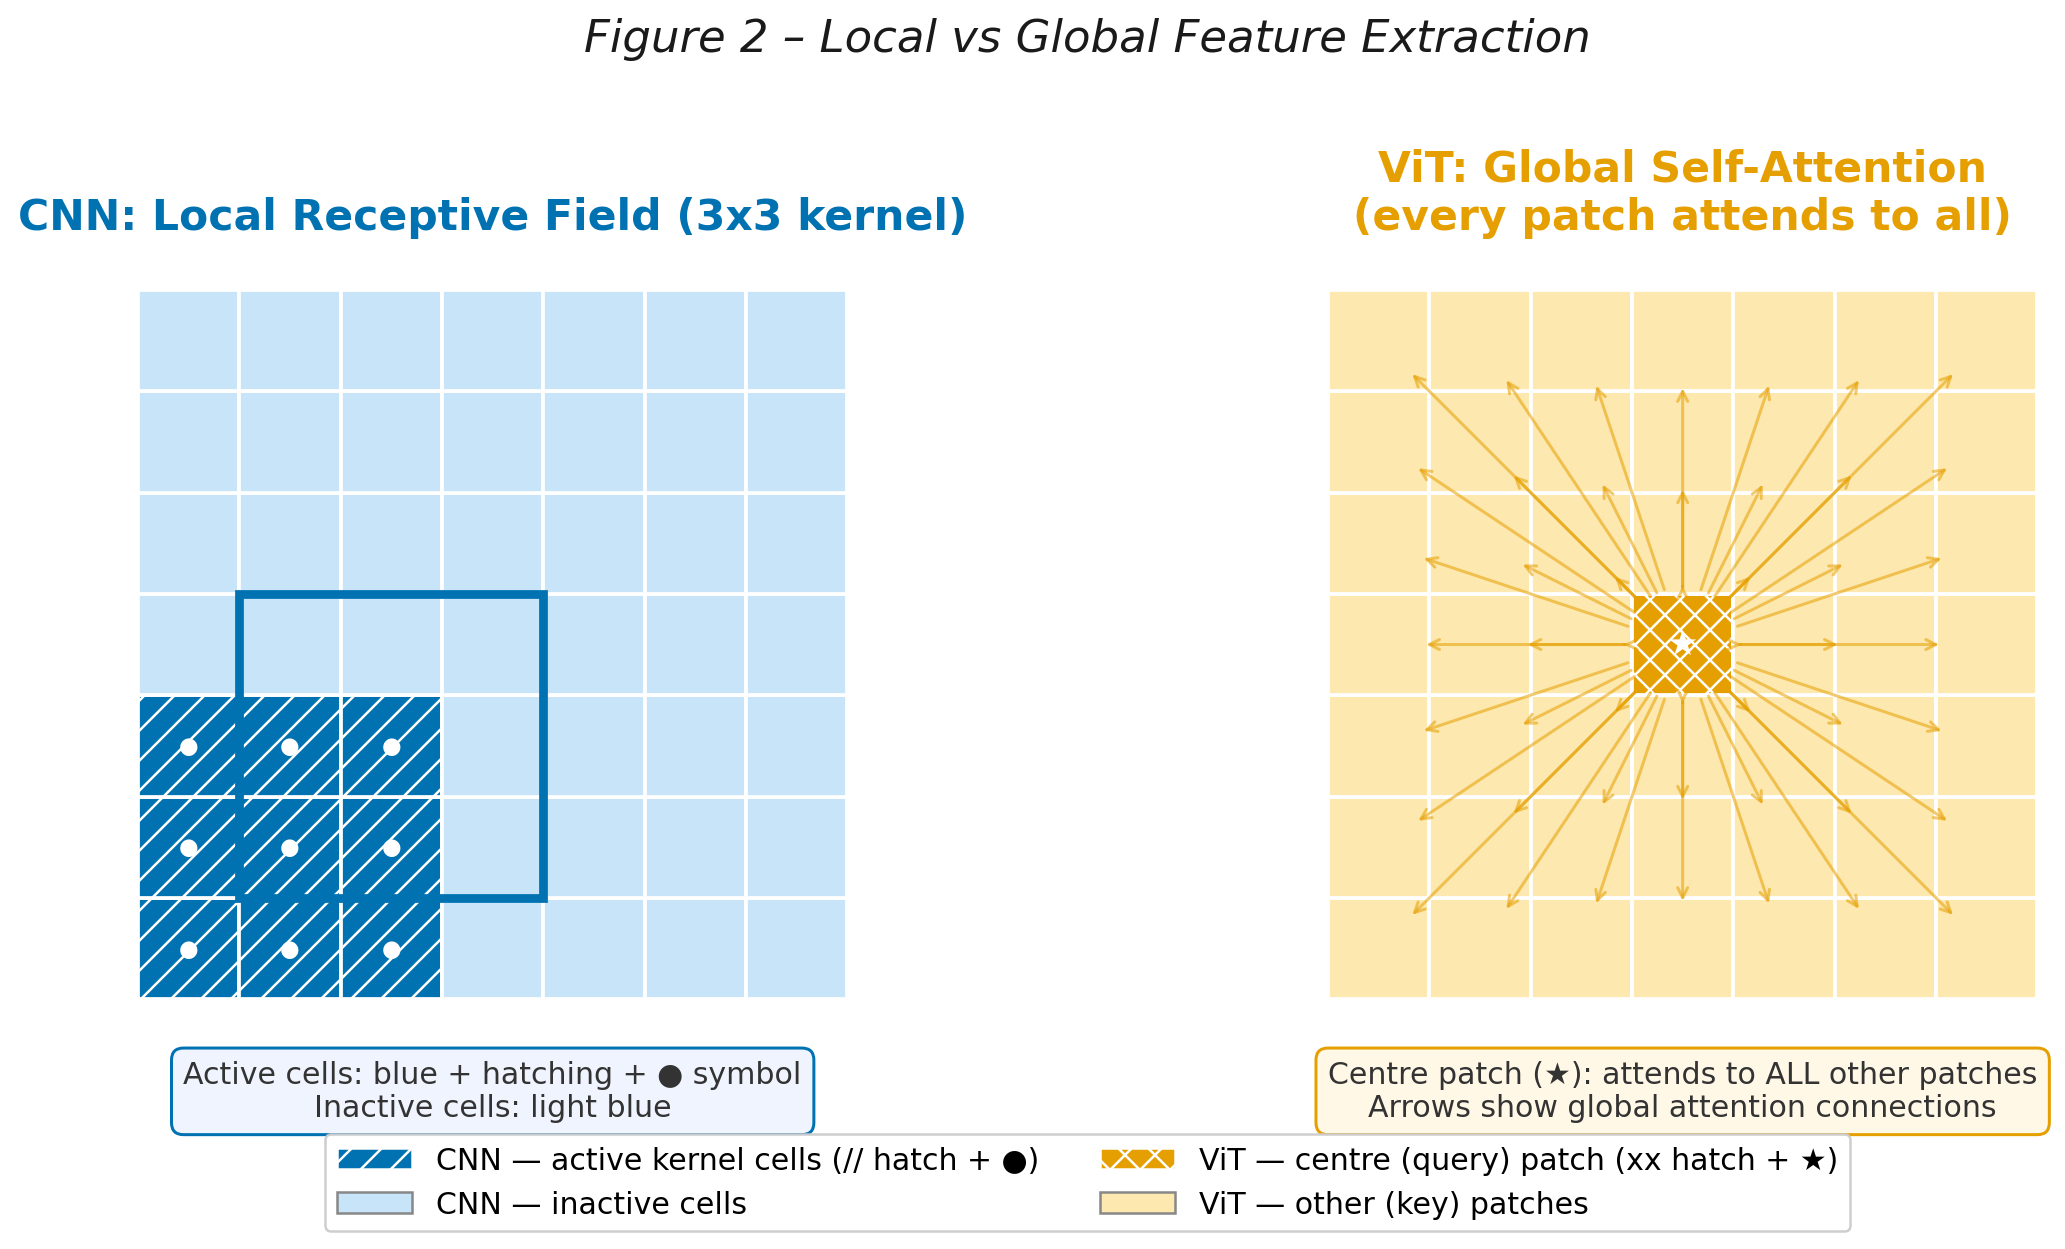 Figure 2 – Local vs Global Feature Extraction
CNN: Local Receptive Field (3x3 kernel)
ViT: Global Self-Attention
(every patch attends to all)
Active cells: blue + hatching + ● symbol
Inactive cells: light blue
Centre patch (★): attends to ALL other patches
Arrows show global attention connections
CNN — active kernel cells (// hatch + ●)
CNN — inactive cells
ViT — centre (query) patch (xx hatch + ★)
ViT — other (key) patches